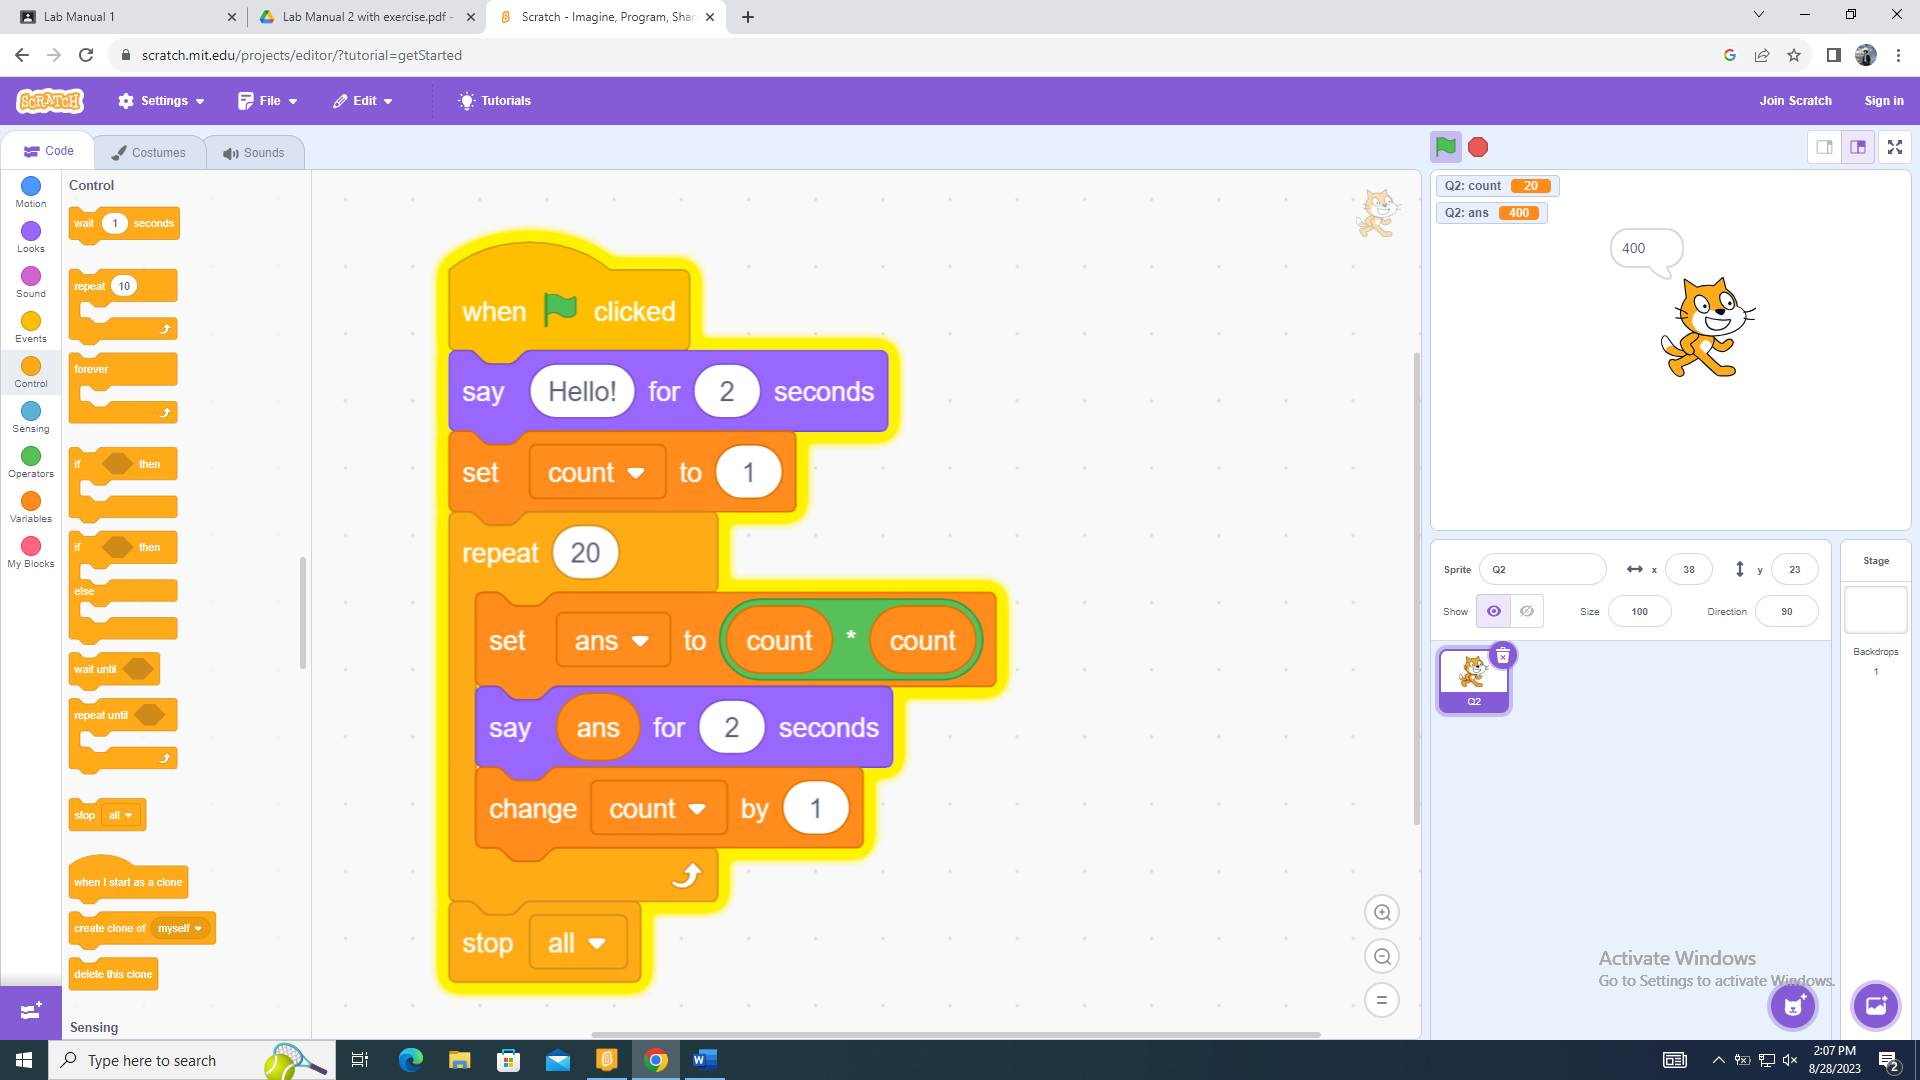 Lab Manual 1
Lab Manual 2 with exercise.pdf -
Scratch - Imagine, Program, Shar
scratch.mit.edu/projects/editor/?tutorial=getStarted
SCRATCH Settings File Edit Tutorials Join Scratch Sign in
Code Costumes Sounds
Motion
Looks
Sound
Events
Control
Sensing
Operators
Variables
My Blocks
Control
wait 1 seconds
repeat 10
forever
if then
if then
else
wait until
repeat until
stop all
when I start as a clone
create clone of myself
delete this clone
Sensing
when clicked
say Hello! for 2 seconds
set count to 1
repeat 20
set ans to count * count
say ans for 2 seconds
change count by 1
stop all
Q2: count 20
Q2: ans 400
400
Sprite Q2 x 38 y 23
Show Size 100 Direction 90
Q2
Stage
Backdrops
1
Activate Windows
Go to Settings to activate Windows.
Type here to search
W
2:07 PM
8/28/2023
2